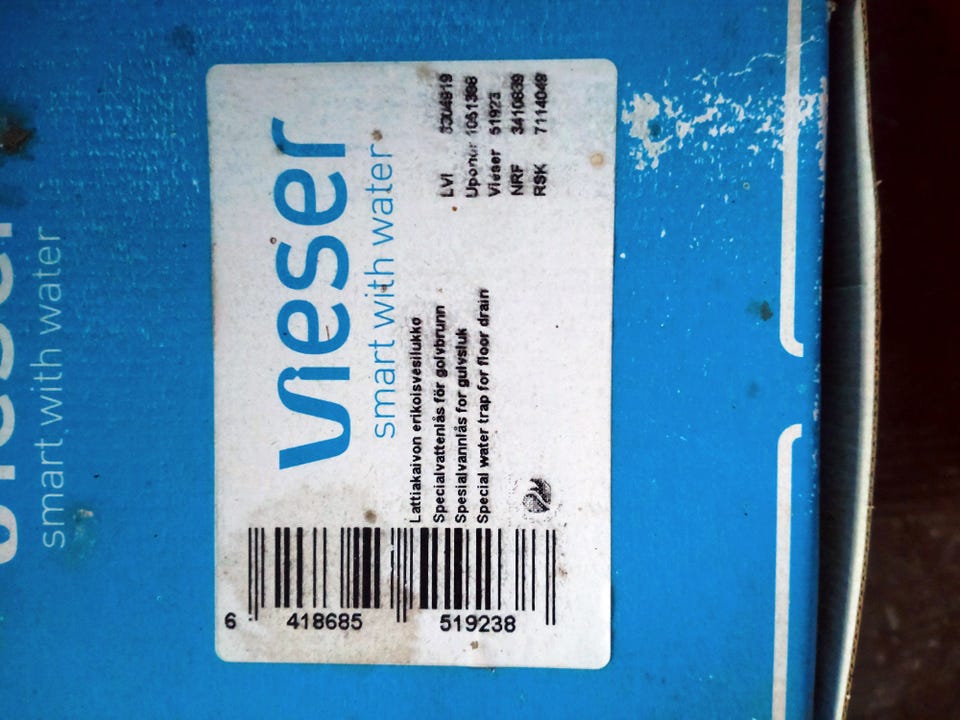 smart with water
vieser
smart with water
LVI
Uponor 1051388
Vieser 51923
NRF 3410839
RSK 7114049
Lattiakaivon erikoisvesilukko
Specialvattenlås för golvbrunn
Spesialvannlås for gulvsluk
Special water trap for floor drain
6 418685 519238